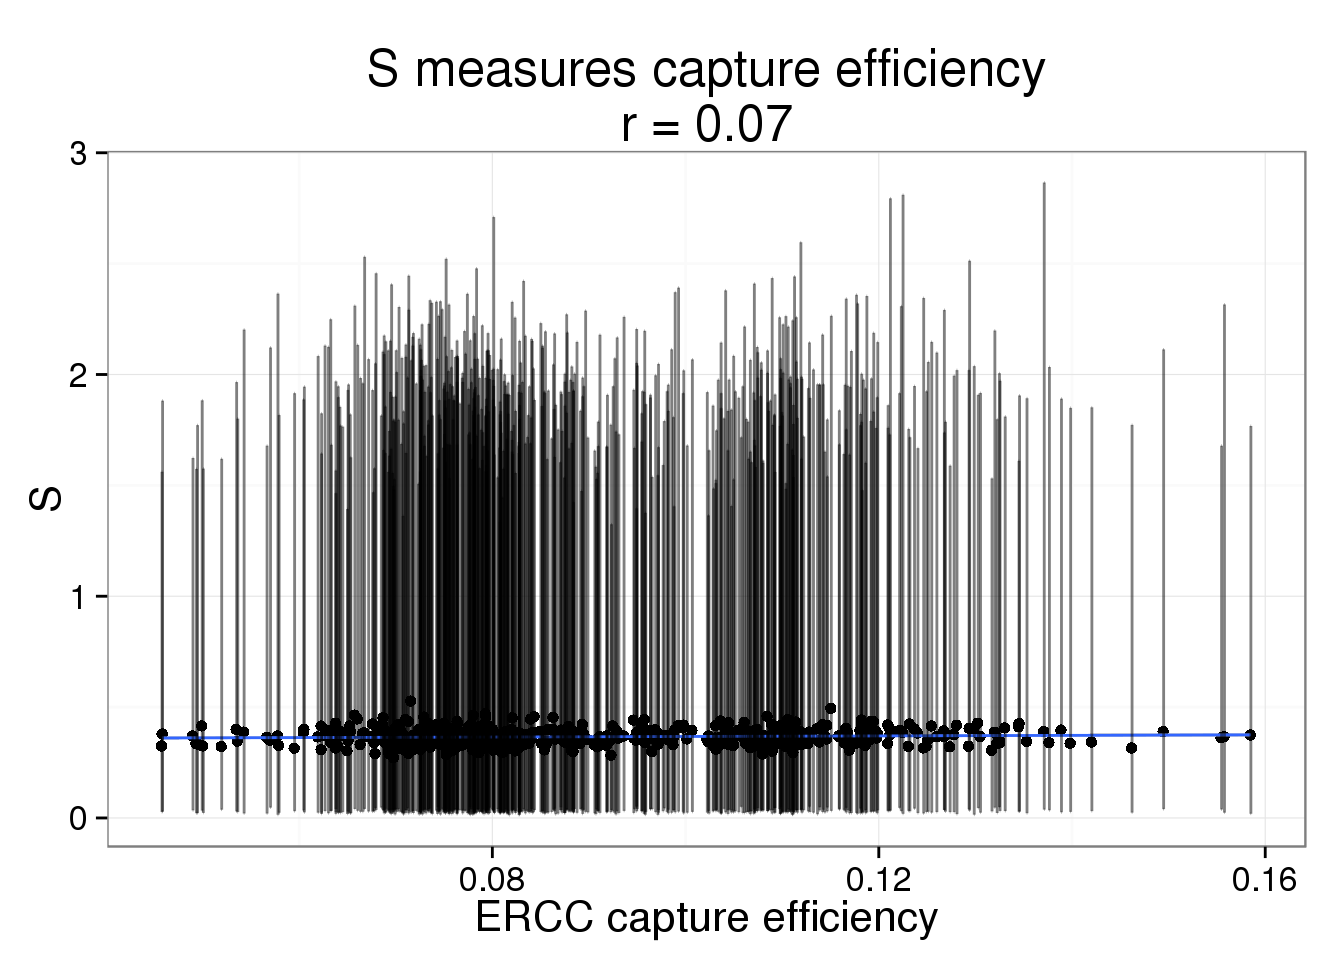 S measures capture efficiency
r = 0.07
3
2
1
0
S
0.08
0.12
0.16
ERCC capture efficiency